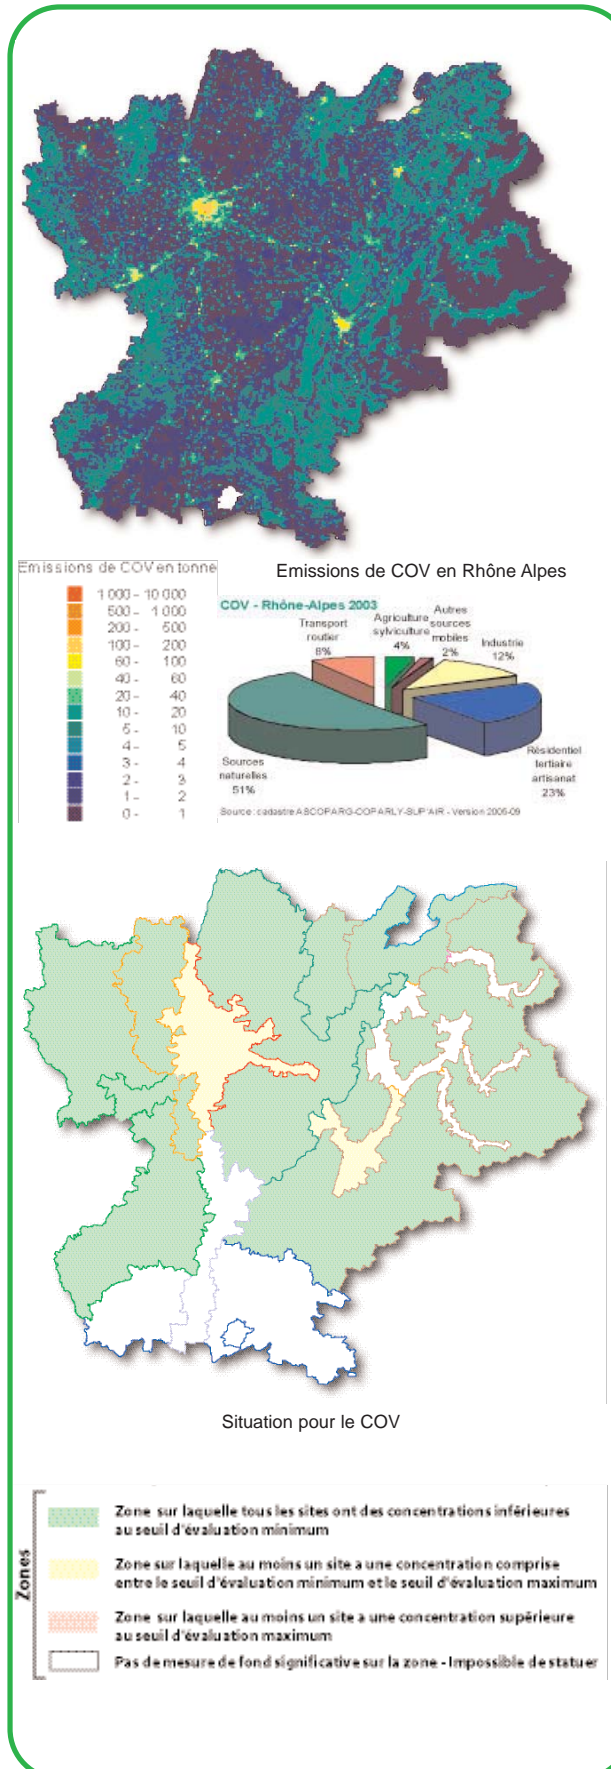 Emissions de COV en Rhône Alpes
Emissions de COV en tonne
1 000 - 10 000
500 - 1 000
200 - 500
100 - 200
60 - 100
40 - 60
20 - 40
10 - 20
5 - 10
4 - 5
3 - 4
2 - 3
1 - 2
0 - 1
COV - Rhône-Alpes 2003
Transport
routier
8%
Agriculture
sylviculture
4%
Autres
sources
mobiles
2%
Industrie
12%
Sources
naturelles
51%
Résidentiel
tertiaire
artisanat
23%
Source: cadastre ASCOPARG-COPARLY-SUP'AIR - Version 2005-09
Situation pour le COV
Zones
Zone sur laquelle tous les sites ont des concentrations inférieures
au seuil d'évaluation minimum
Zone sur laquelle au moins un site a une concentration comprise
entre le seuil d'évaluation minimum et le seuil d'évaluation maximum
Zone sur laquelle au moins un site a une concentration supérieure
au seuil d'évaluation maximum
Pas de mesure de fond significative sur la zone - Impossible de statuer